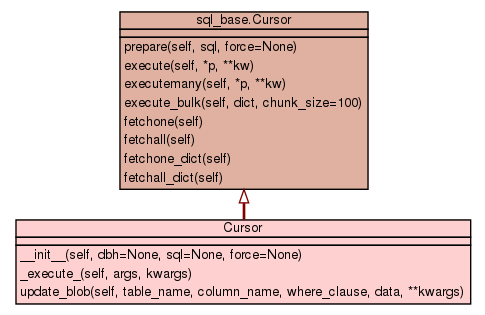 sql_base.Cursor
prepare(self, sql, force=None)
execute(self, *p, **kw)
executemany(self, *p, **kw)
execute_bulk(self, dict, chunk_size=100)
fetchone(self)
fetchall(self)
fetchone_dict(self)
fetchall_dict(self)
Cursor
__init__(self, dbh=None, sql=None, force=None)
_execute_(self, args, kwargs)
update_blob(self, table_name, column_name, where_clause, data, **kwargs)